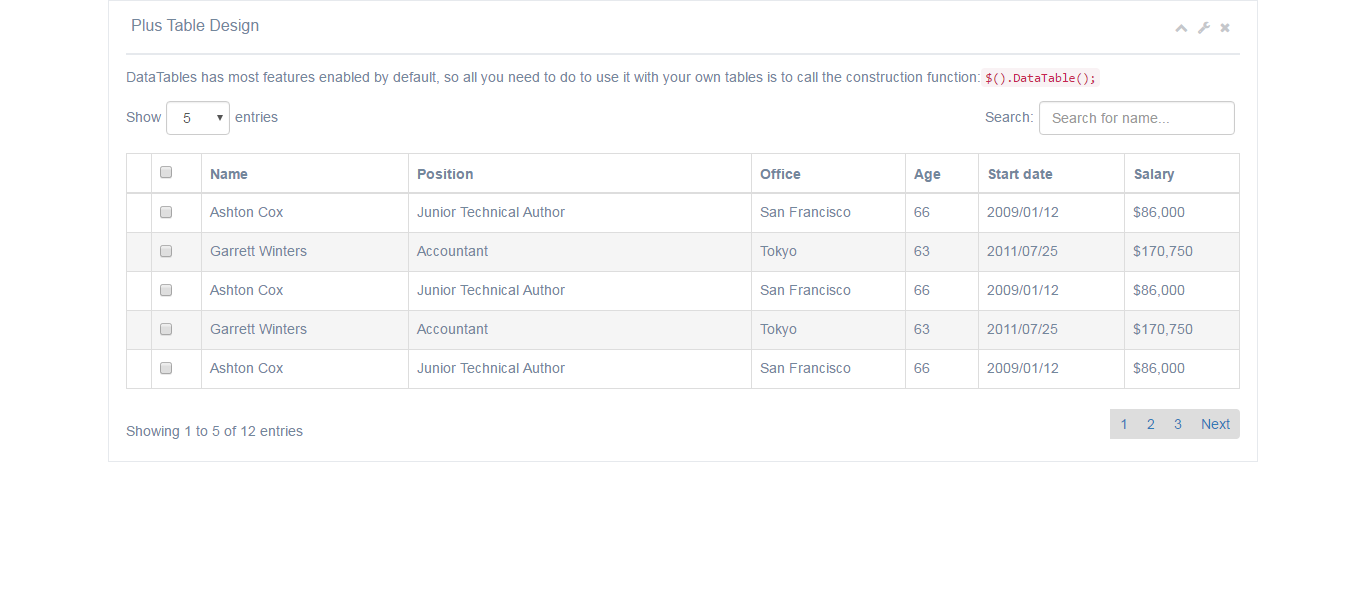 Plus Table Design
DataTables has most features enabled by default, so all you need to do to use it with your own tables is to call the construction function: $().DataTable();
Show 5 entries Search: Search for name...
Name Position Office Age Start date Salary
Ashton Cox Junior Technical Author San Francisco 66 2009/01/12 $86,000
Garrett Winters Accountant Tokyo 63 2011/07/25 $170,750
Ashton Cox Junior Technical Author San Francisco 66 2009/01/12 $86,000
Garrett Winters Accountant Tokyo 63 2011/07/25 $170,750
Ashton Cox Junior Technical Author San Francisco 66 2009/01/12 $86,000
Showing 1 to 5 of 12 entries 1 2 3 Next